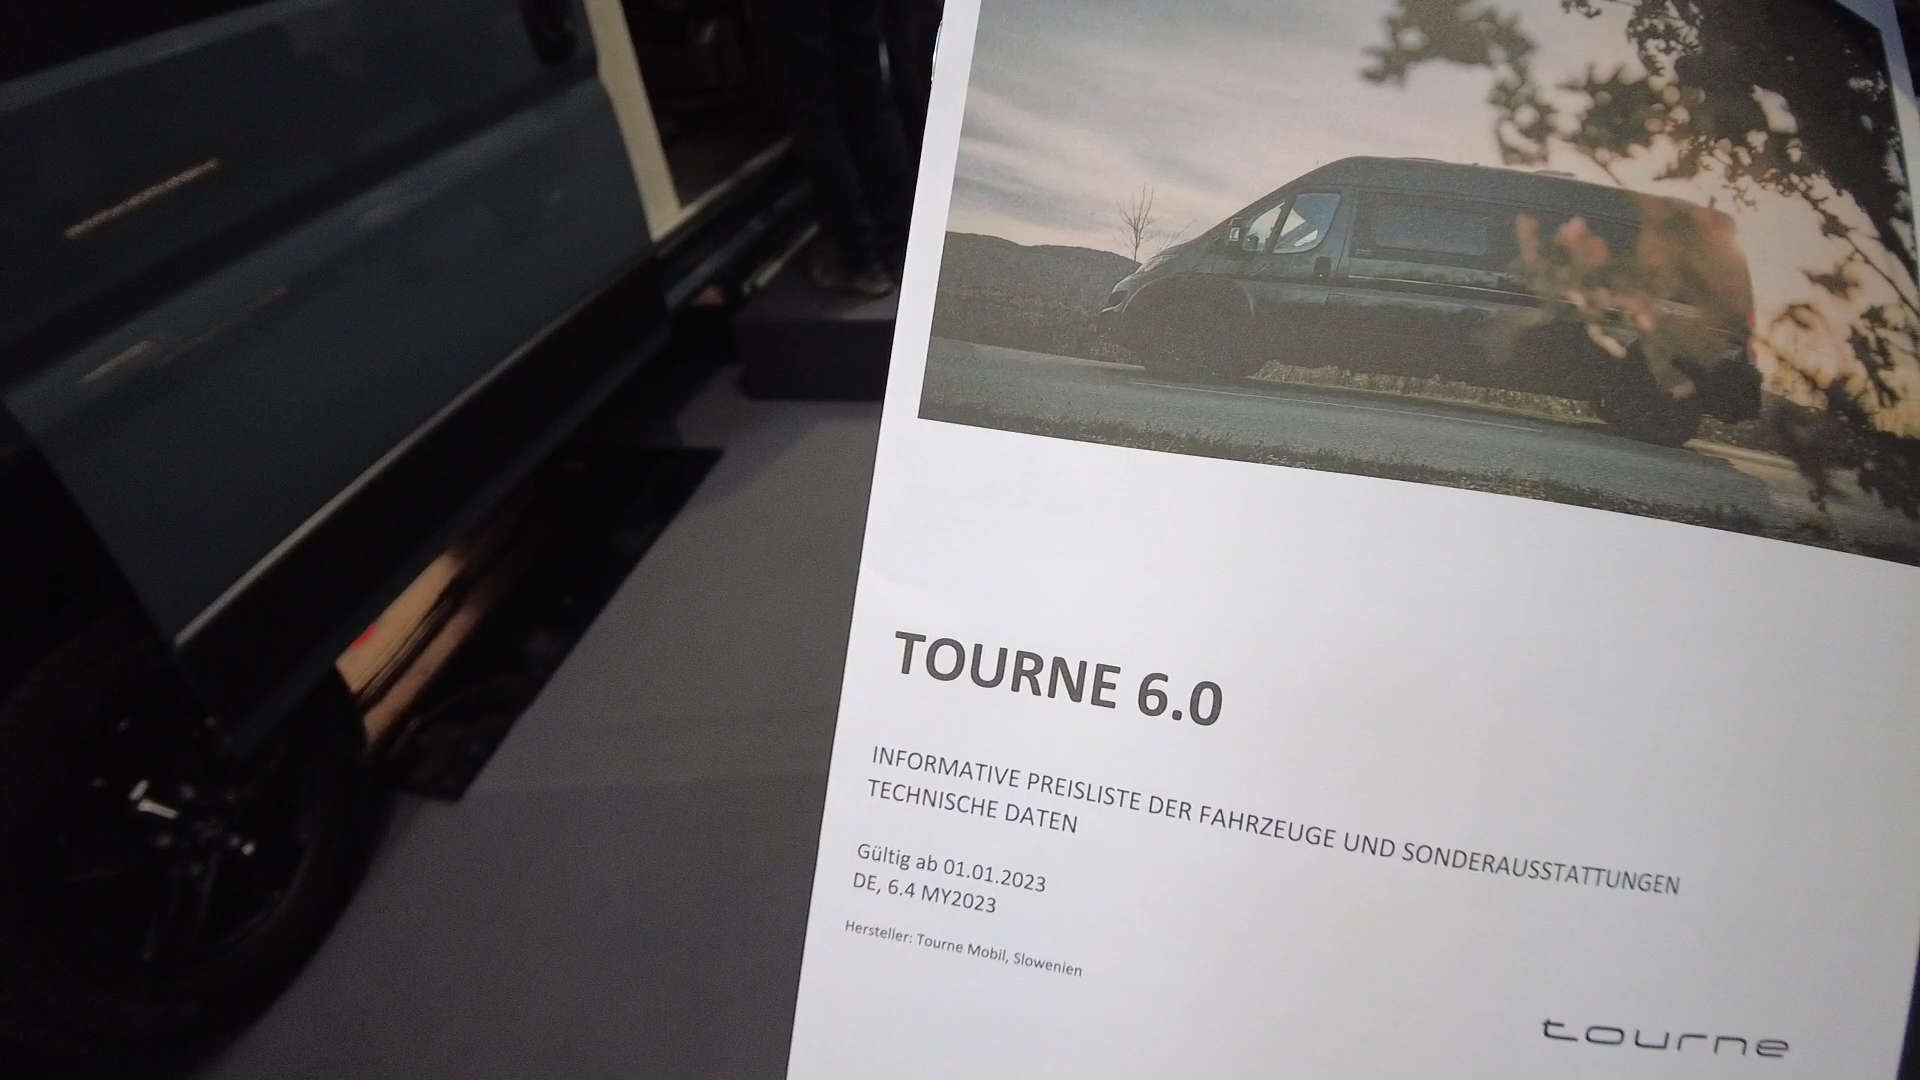 TOURNE 6.0
INFORMATIVE PREISLISTE DER FAHRZEUGE UND SONDERAUSSTATTUNGEN
TECHNISCHE DATEN
Gültig ab 01.01.2023
DE, 6.4 MY2023
Hersteller: Tourne Mobil, Slowenien
tourne